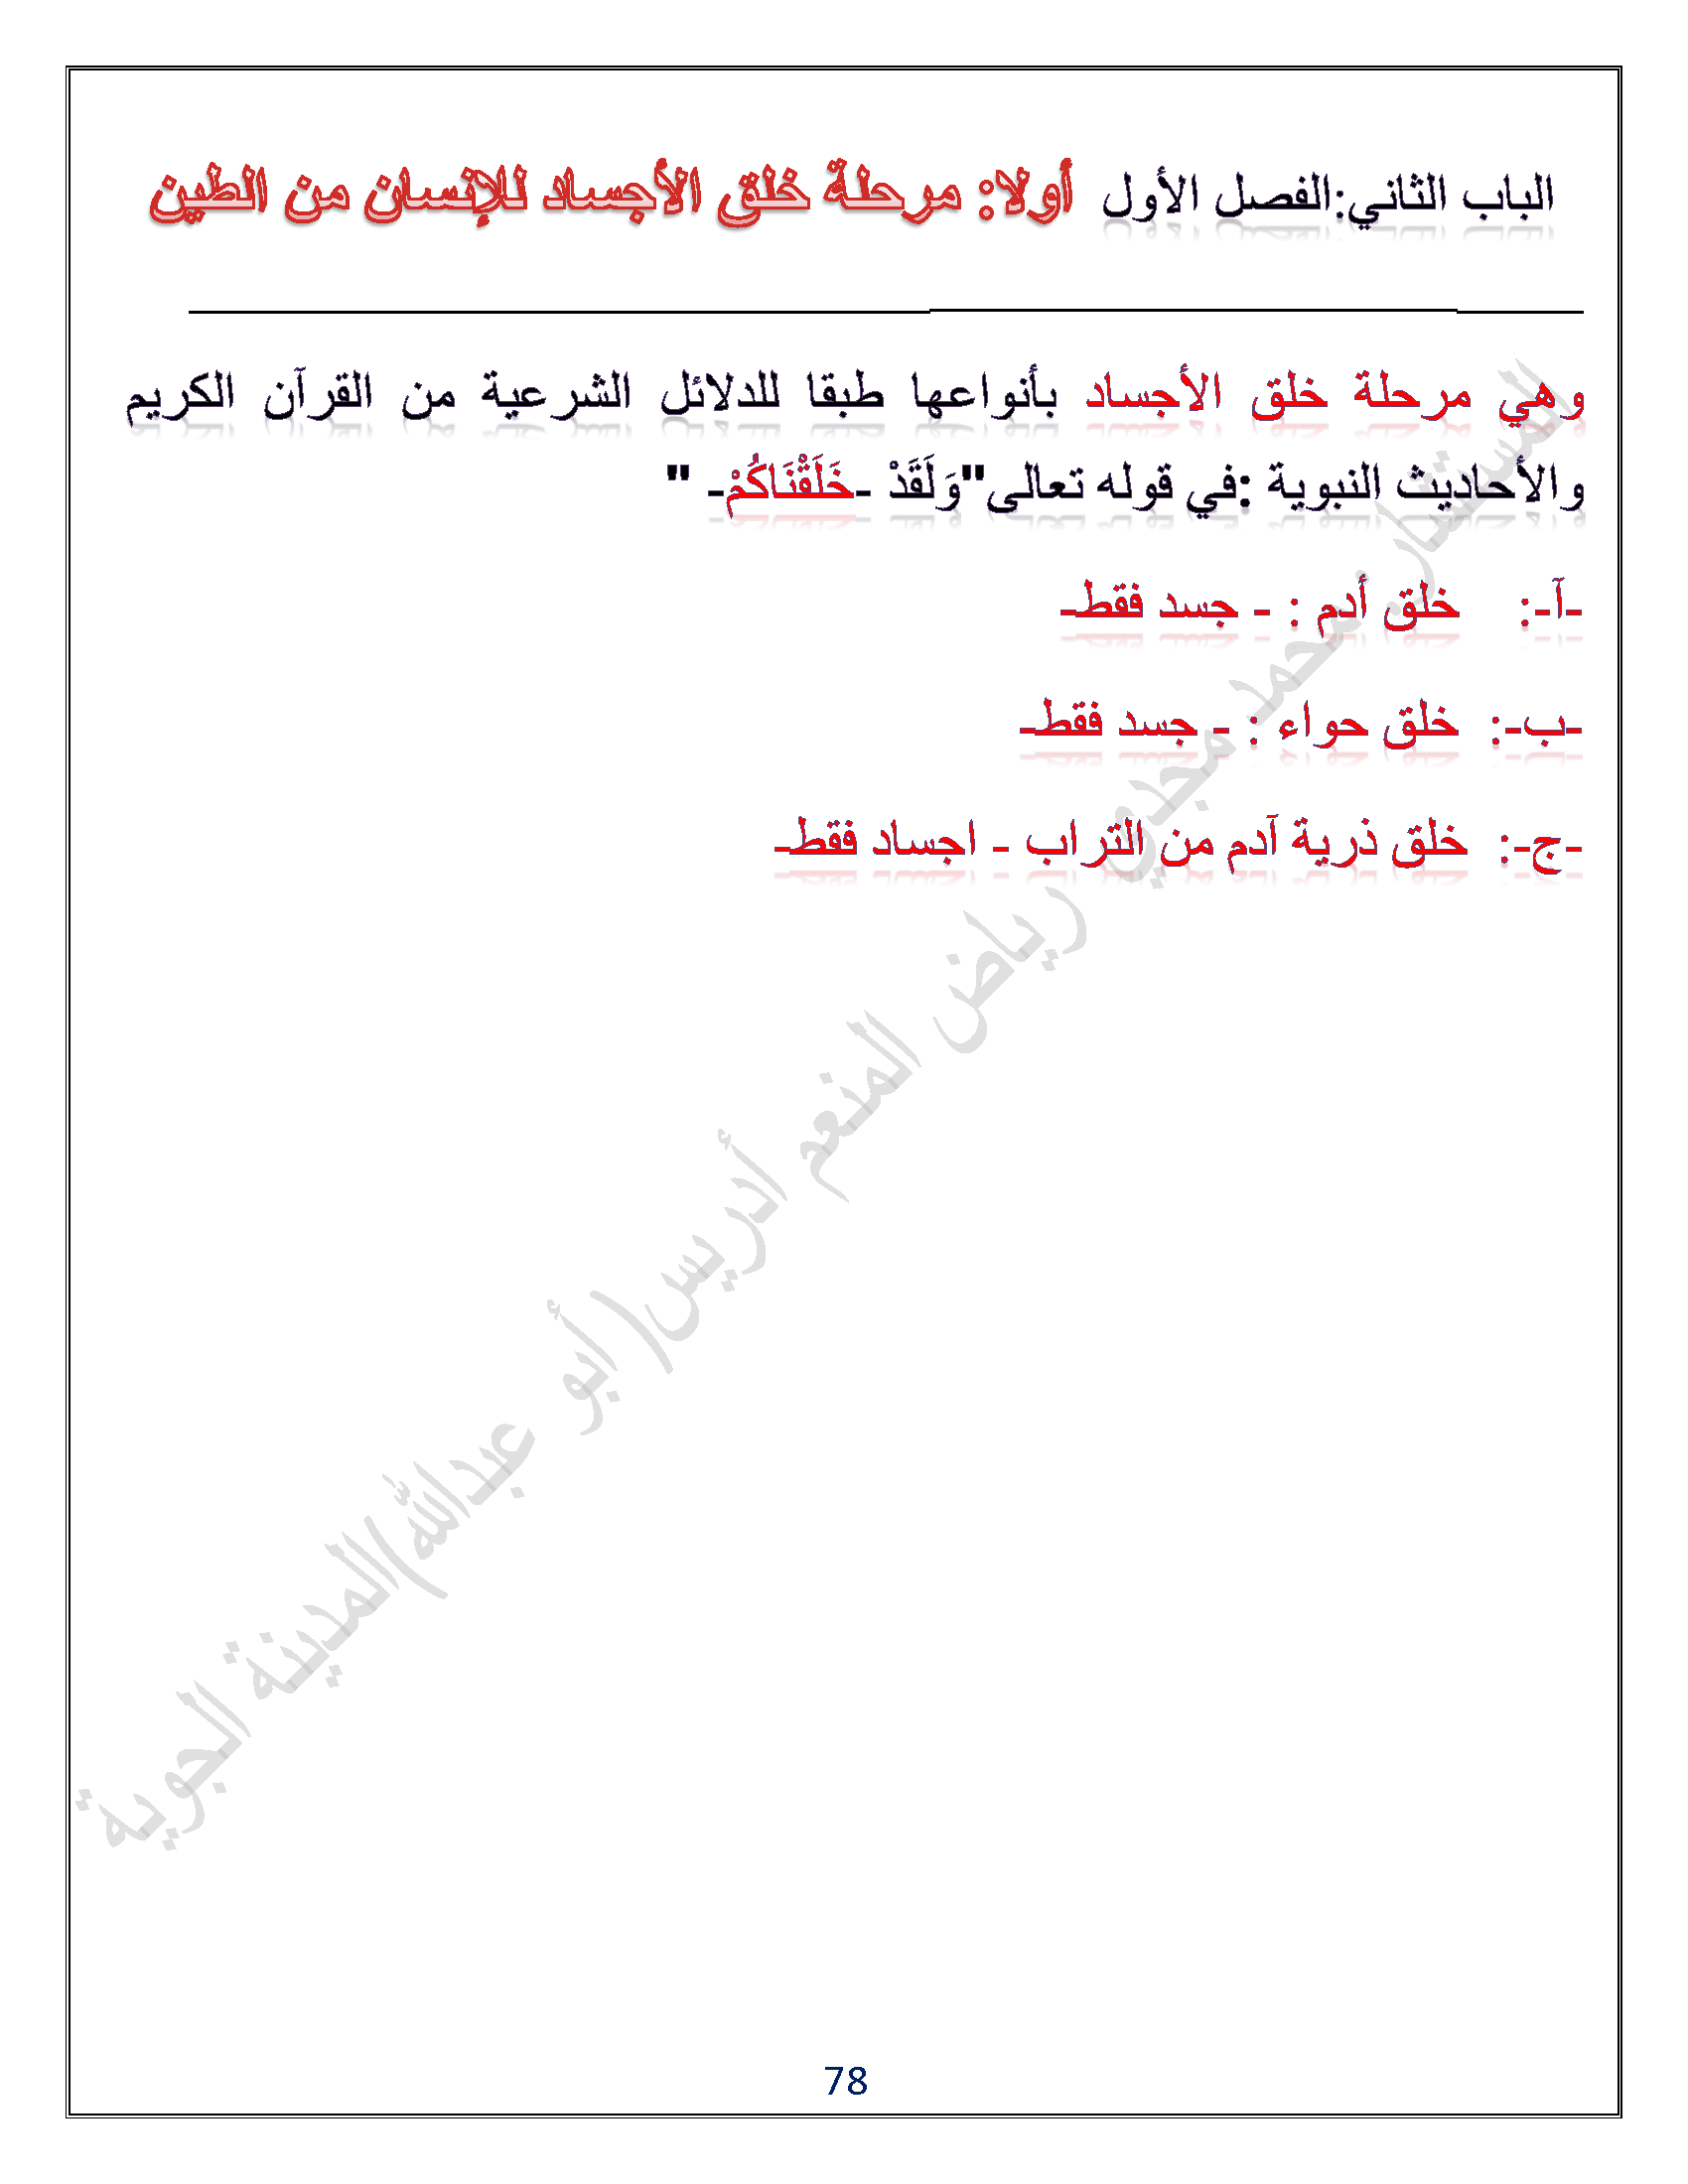 الباب الثاني:الفصل الأول أولا: مرحلة خلق الأجساد للإنسان من الطين
وهي مرحلة خلق الأجساد بأنواعها طبقا للدلائل الشرعية من القرآن الكريم
والأحاديث النبوية :في قوله تعالى"وَلَقَدْ -خَلَقْنَاكُمْ- "
-آ-: خلق أدم : - جسد فقط-
-ب-: خلق حواء : - جسد فقط-
-ج-: خلق ذرية آدم من التراب - اجساد فقط-
المستشار. محمد مجدي رياض المنعم أدريس(أبو عبدالله)المدينة الجوية
78